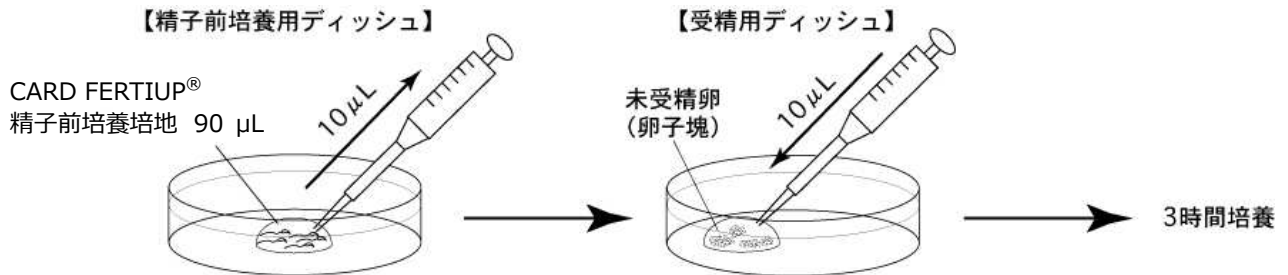 【精子前培養用ディッシュ】
【受精用ディッシュ】
CARD FERTIUP®
精子前培養培地 90 μL
10μL
未受精卵
（卵子塊）
10μL
3時間培養